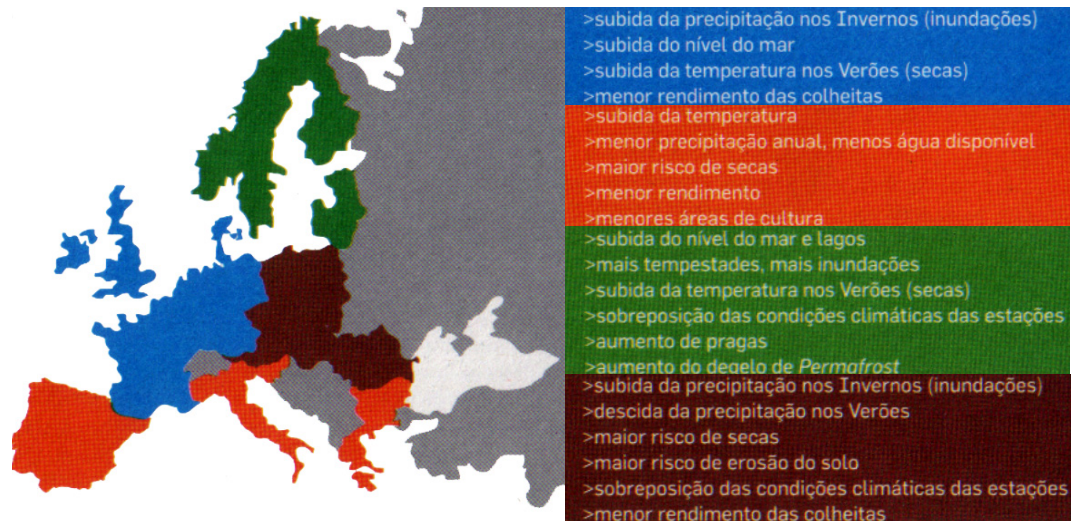 >subida da precipitação nos Invernos (inundações)
>subida do nível do mar
>subida da temperatura nos Verões (secas)
>menor rendimento das colheitas
>subida da temperatura
>menor precipitação anual, menos água disponível
>maior risco de secas
>menor rendimento
>menores áreas de cultura
>subida do nível do mar e lagos
>mais tempestades, mais inundações
>subida da temperatura nos Verões (secas)
>sobreposição das condições climáticas das estações
>aumento de pragas
>aumento do degelo de Permafrost
>subida da precipitação nos Invernos (inundações)
>descida da precipitação nos Verões
>maior risco de secas
>maior risco de erosão do solo
>sobreposição das condições climáticas das estações
>menor rendimento das colheitas